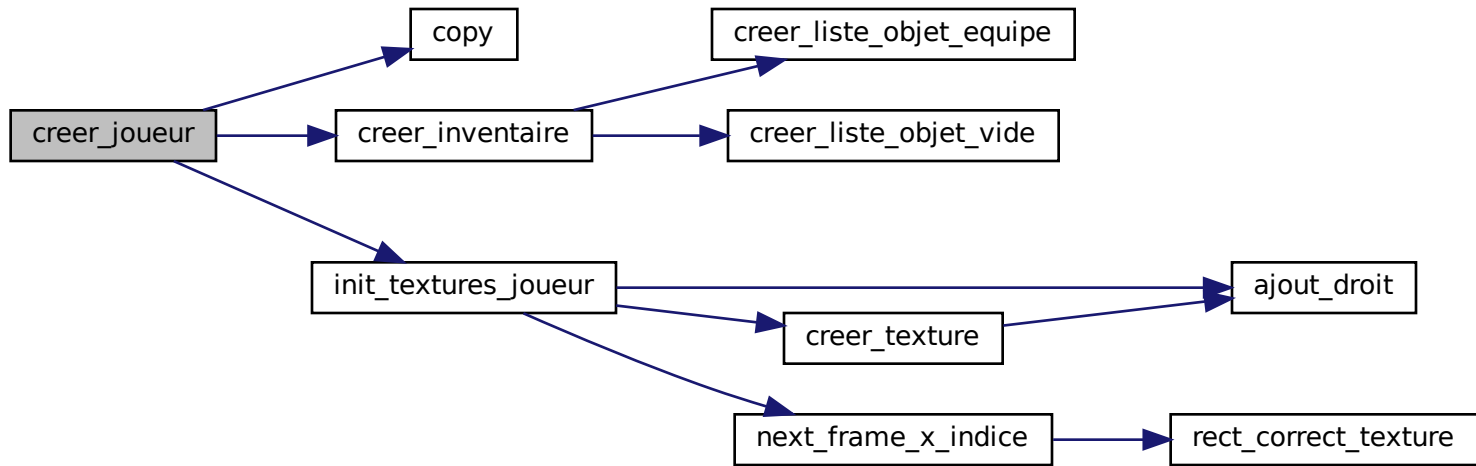 copy
creer_liste_objet_equipe
creer_joueur
creer_inventaire
creer_liste_objet_vide
init_textures_joueur
ajout_droit
creer_texture
next_frame_x_indice
rect_correct_texture